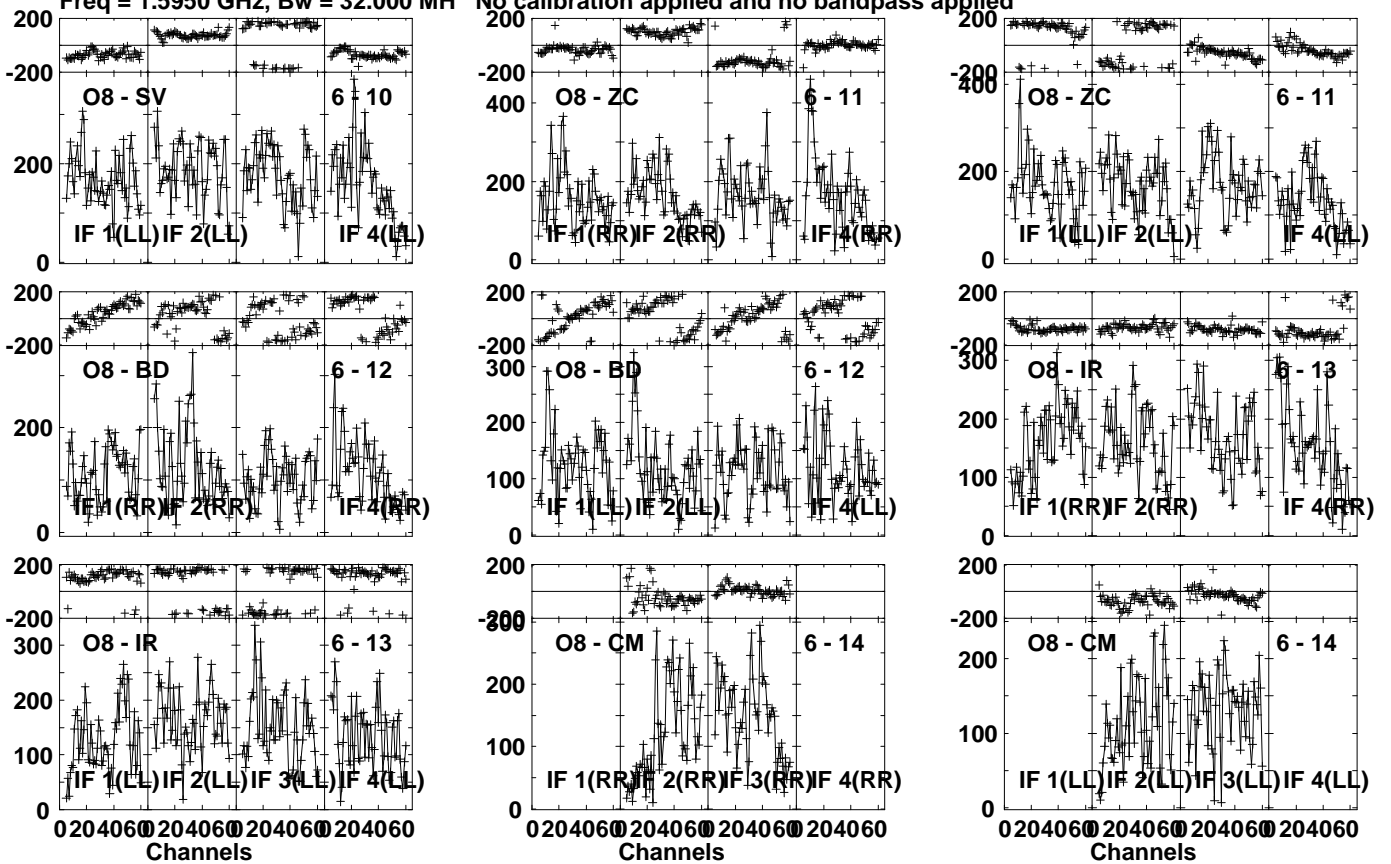 Freq = 1.5950 GHz, Bw = 32.000 MH No calibration applied and no bandpass applied
200
-200
O8 - SV 6 - 10
200
0
IF 1(LL) IF 2(LL) IF 4(LL)
200
-200
O8 - ZC 6 - 11
400
200
0
IF 1(RR) IF 2(RR) IF 4(RR)
200
-200
400
O8 - ZC 6 - 11
200
0
IF 1(LL) IF 2(LL) IF 4(LL)
200
-200
O8 - BD 6 - 12
200
0
IF 1(RR) IF 2(RR) IF 4(RR)
200
-200
300
O8 - BD 6 - 12
200
100
0
IF 1(LL) IF 2(LL) IF 4(LL)
200
-200
300
O8 - IR 6 - 13
200
100
0
IF 1(RR) IF 2(RR) IF 4(RR)
200
-200
300
O8 - IR 6 - 13
200
100
0
IF 1(LL) IF 2(LL) IF 3(LL) IF 4(LL)
0 20 40 60 0 20 40 60 0 20 40 60 0 20 40 60
Channels
200
-200
300
O8 - CM 6 - 14
200
100
0
IF 1(RR) IF 2(RR) IF 3(RR) IF 4(RR)
0 20 40 60 0 20 40 60 0 20 40 60 0 20 40 60
Channels
200
-200
O8 - CM 6 - 14
200
100
0
IF 1(LL) IF 2(LL) IF 3(LL) IF 4(LL)
0 20 40 60 0 20 40 60 0 20 40 60 0 20 40 60
Channels